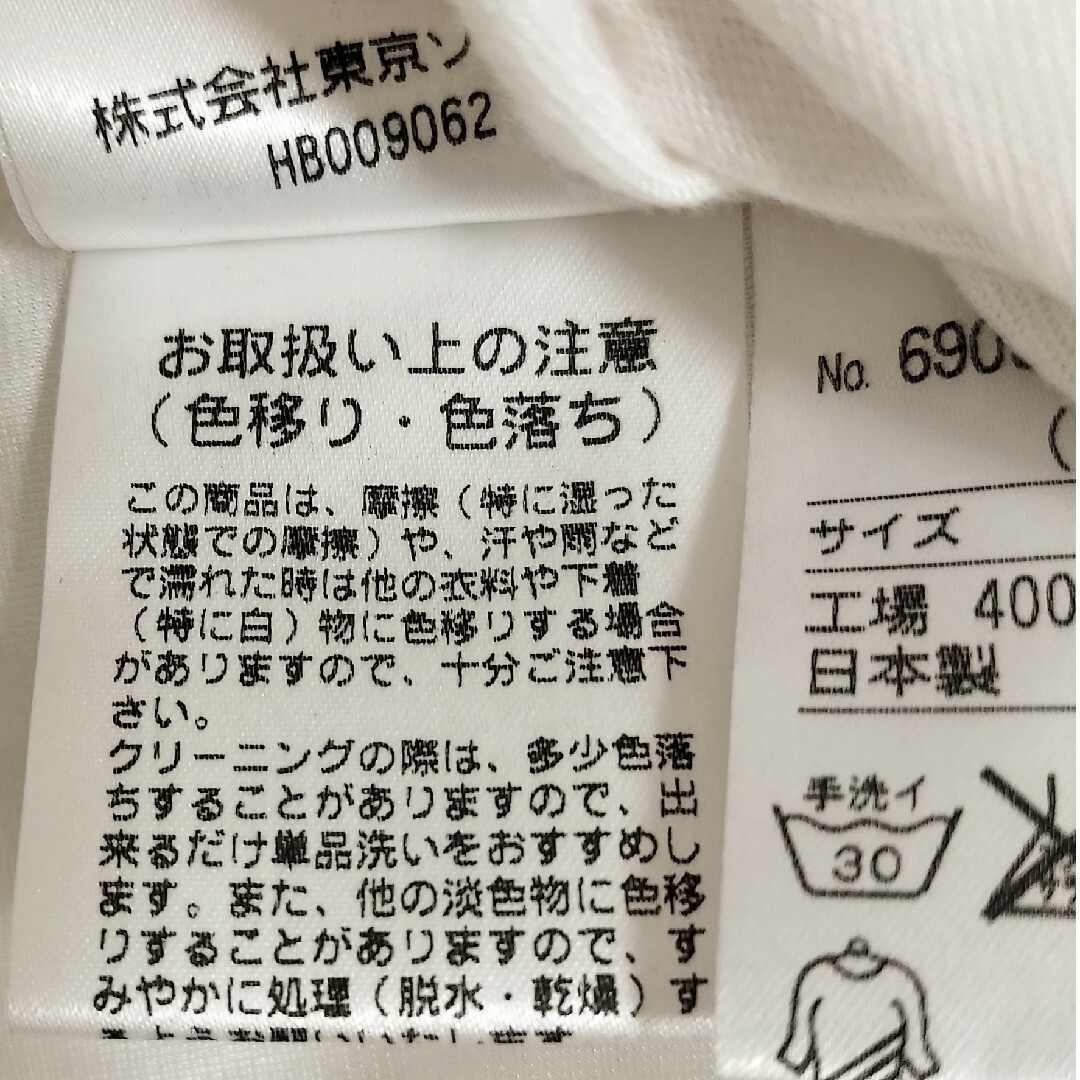 株式会社東京ソ
HB009062
お取扱い上の注意
(色移り・色落ち)
この商品は、摩擦(特に湿った
状態での摩擦)や、汗や雨など
で濡れた時は他の衣料や下着
(特に白)物に色移りする場合
がありますので、十分ご注意下
さい。
クリーニングの際は、多少色落
ちすることがありますので、出
来るだけ単品洗いをおすすめし
ます。また、他の淡色物に色移
りすることがありますので、す
みやかに処理(脱水・乾燥)す
No. 690
(
サイズ
工場 400
日本製
手洗イ
30